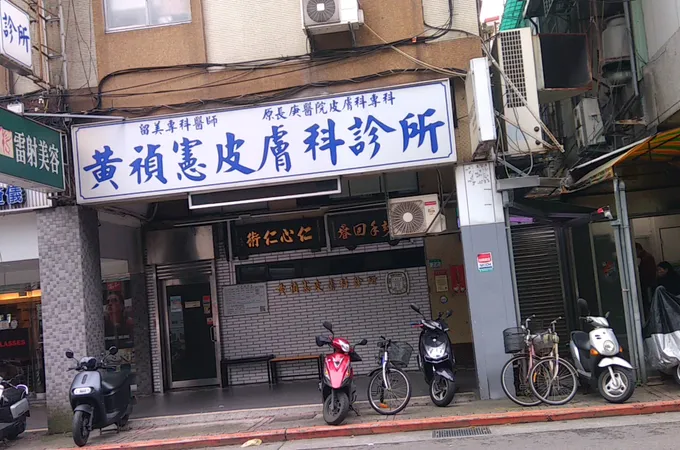 診所
留美專科醫師
原長庚醫院皮膚科專科
黃禎憲皮膚科診所
雷射美容
仁心仁術
妙手回春
黃禎憲皮膚科診所